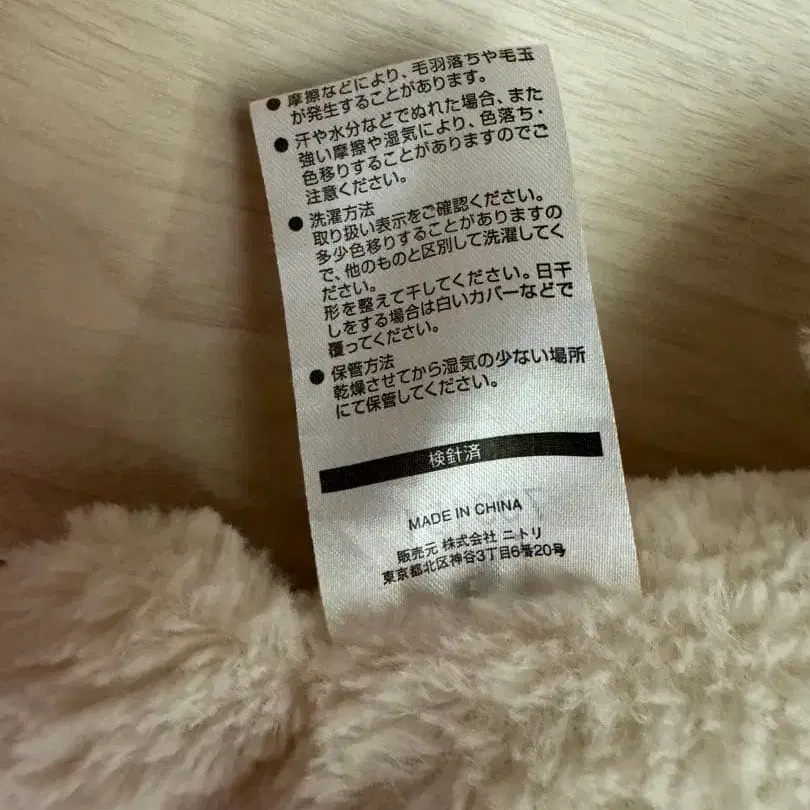 ●摩擦などにより、毛羽落ちや毛玉
が発生することがあります。
●汗や水分などでぬれた場合、また
強い摩擦や湿気により、色落ち・
色移りすることがありますのでご
注意ください。
●洗濯方法
取り扱い表示をご確認ください。
多少色移りすることがありますの
で、他のものと区別して洗濯してく
ださい。
形を整えて干してください。日干
しをする場合は白いカバーなどで
覆ってください。
●保管方法
乾燥させてから湿気の少ない場所
にて保管してください。
検針済
MADE IN CHINA
販売元 株式会社 ニトリ
東京都北区神谷3丁目6番20号